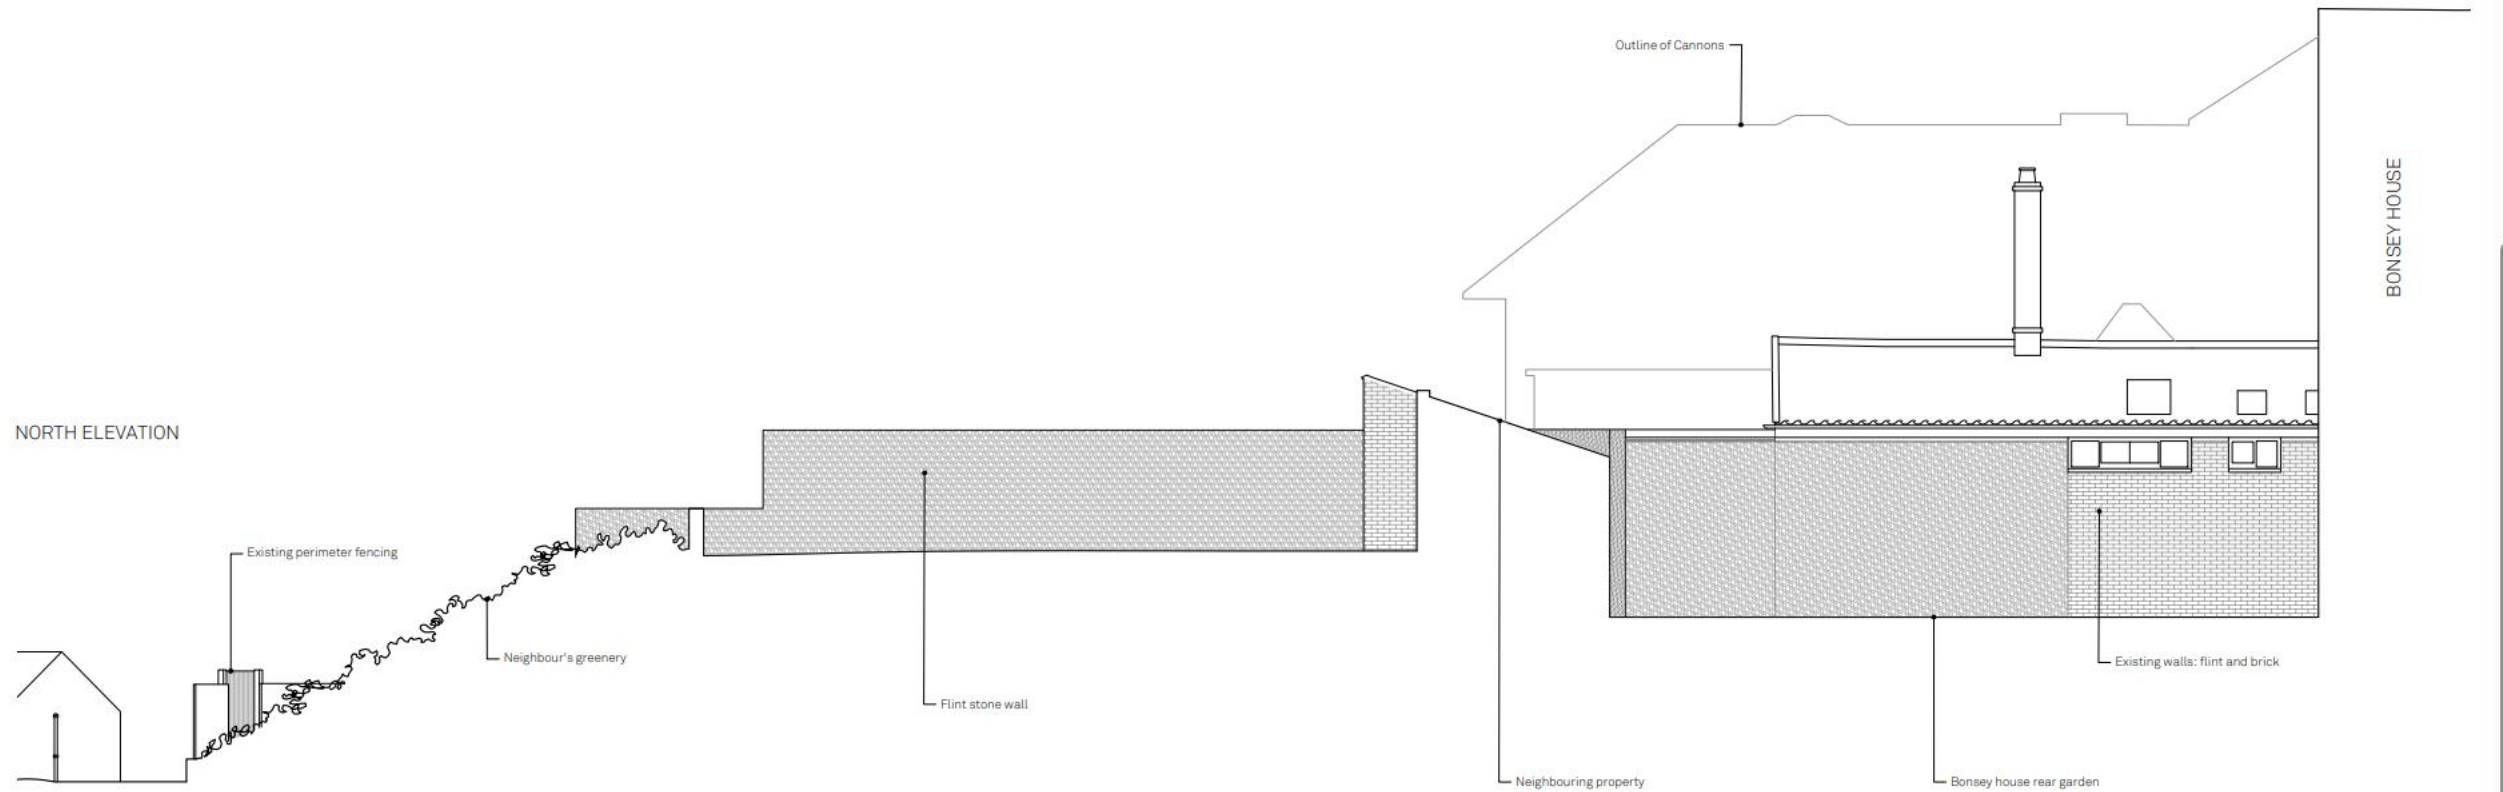 Outline of Cannons
BONSEY HOUSE
NORTH ELEVATION
Existing perimeter fencing
Neighbour's greenery
Flint stone wall
Existing walls: flint and brick
Neighbouring property
Bonsey house rear garden